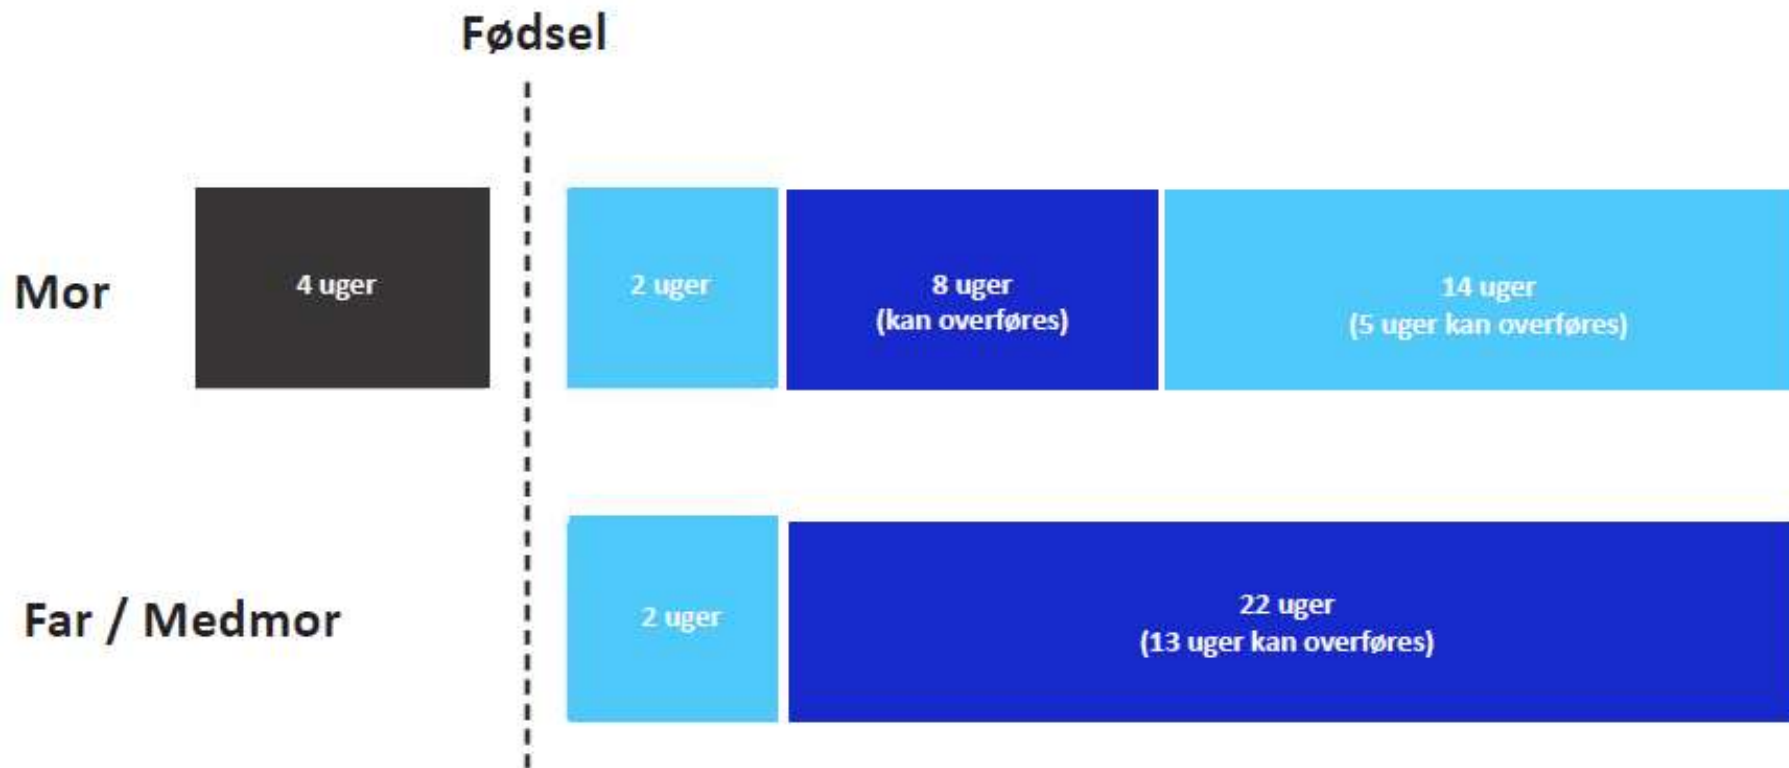 Fødsel
Mor
4 uger
2 uger
8 uger
(kan overføres)
14 uger
(5 uger kan overføres)
Far / Medmor
2 uger
22 uger
(13 uger kan overføres)